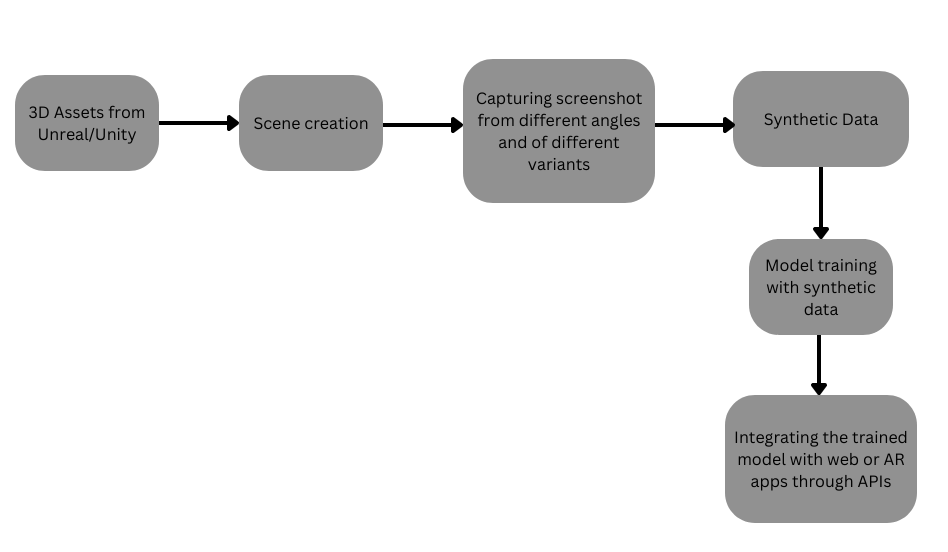 3D Assets from
Unreal/Unity
Scene creation
Capturing screenshot
from different angles
and of different
variants
Synthetic Data
Model training
with synthetic
data
Integrating the trained
model with web or AR
apps through APIs